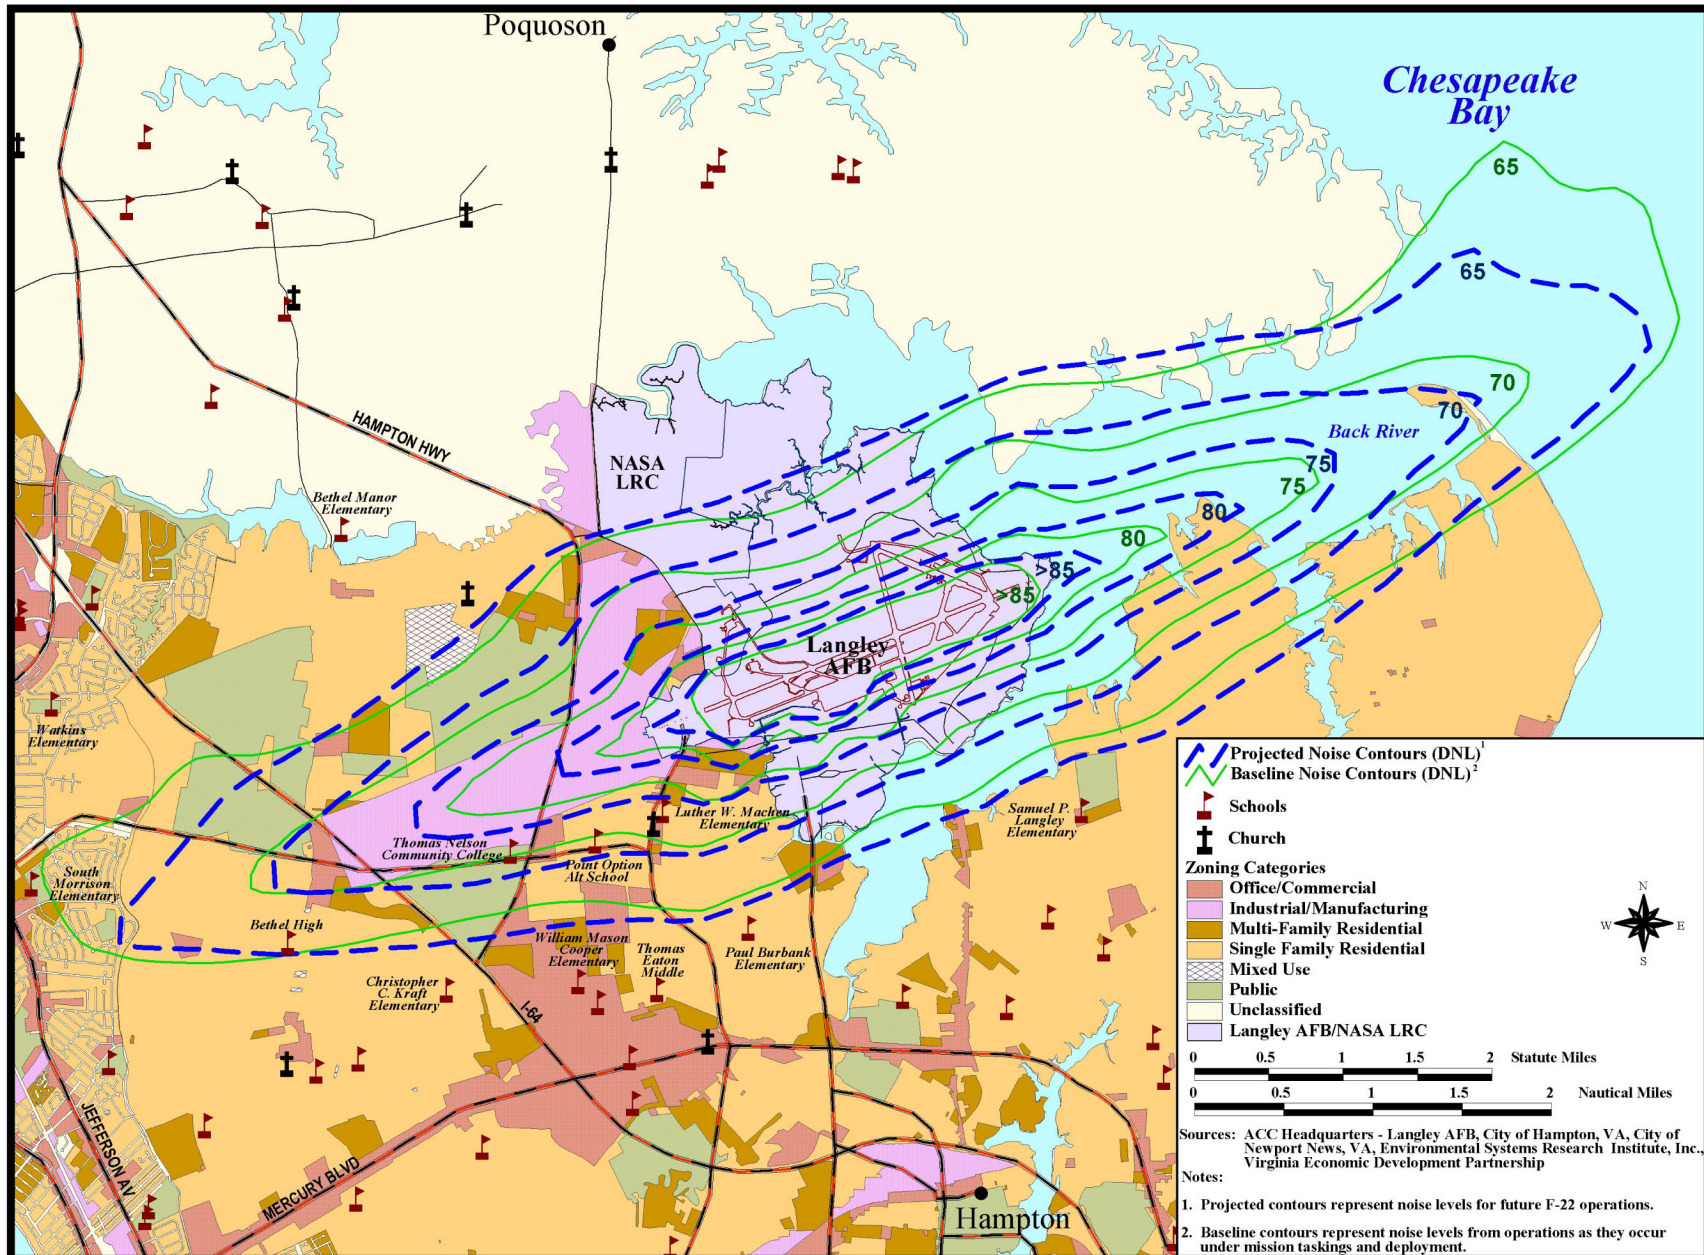 Poquoson
Chesapeake
Bay
65
65
HAMPTON HWY
NASA
LRC
70
70
Back River
75
75
80
80
>85
>85
Bethel Manor
Elementary
Langley
AFB
Watkins
Elementary
Luther W. Machen
Elementary
Samuel P.
Langley
Elementary
Thomas Nelson
Community College
Point Option
Alt School
South
Morrison
Elementary
Bethel High
William Mason
Cooper
Elementary
Thomas
Eaton
Middle
Paul Burbank
Elementary
Christopher
C. Kraft
Elementary
I-64
JEFFERSON AV
MERCURY BLVD
Hampton
Projected Noise Contours (DNL)1
Baseline Noise Contours (DNL)2
Schools
Church
Zoning Categories
Office/Commercial
Industrial/Manufacturing
Multi-Family Residential
Single Family Residential
Mixed Use
Public
Unclassified
Langley AFB/NASA LRC
N
W E
S
0 0.5 1 1.5 2 Statute Miles
0 0.5 1 1.5 2 Nautical Miles
Sources: ACC Headquarters - Langley AFB, City of Hampton, VA, City of
Newport News, VA, Environmental Systems Research Institute, Inc.,
Virginia Economic Development Partnership
Notes:
1. Projected contours represent noise levels for future F-22 operations.
2. Baseline contours represent noise levels from operations as they occur
under mission taskings and deployment.